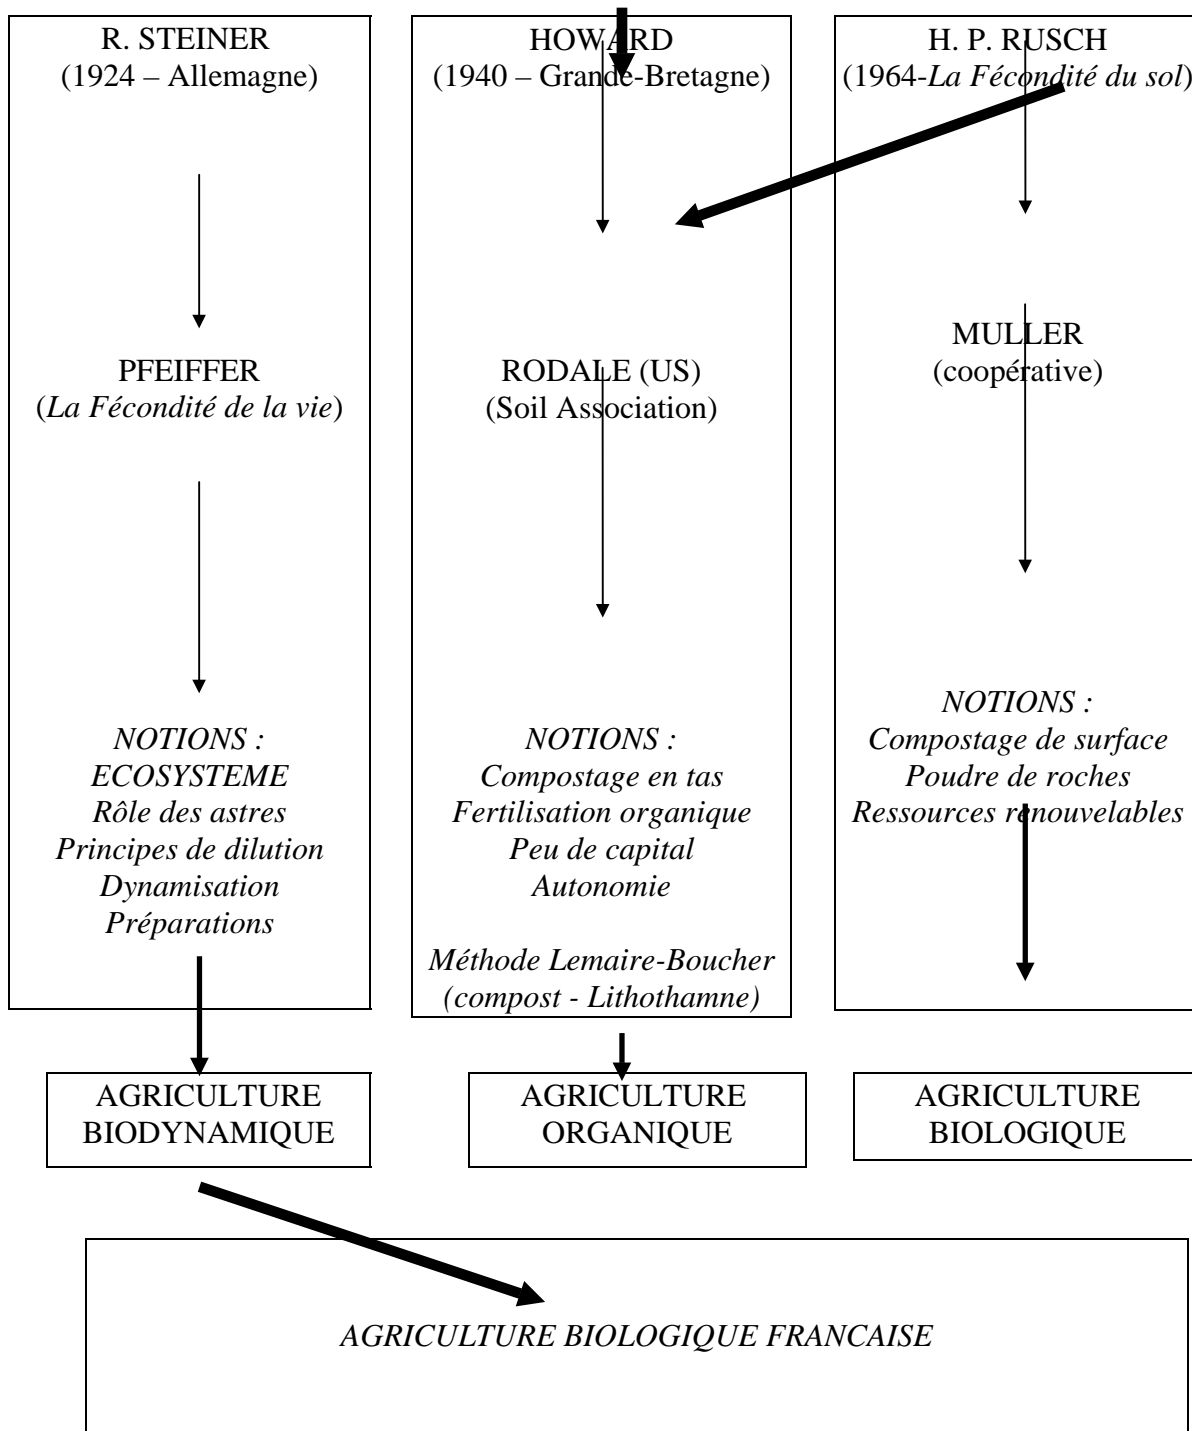 R. STEINER
(1924 – Allemagne)
PFEIFFER
(La Fécondité de la vie)
NOTIONS :
ECOSYSTEME
Rôle des astres
Principes de dilution
Dynamisation
Préparations
AGRICULTURE
BIODYNAMIQUE
HOWARD
(1940 – Grande-Bretagne)
RODALE (US)
(Soil Association)
NOTIONS :
Compostage en tas
Fertilisation organique
Peu de capital
Autonomie
Méthode Lemaire-Boucher
(compost - Lithothamne)
AGRICULTURE
ORGANIQUE
H. P. RUSCH
(1964-La Fécondité du sol)
MULLER
(coopérative)
NOTIONS :
Compostage de surface
Poudre de roches
Ressources renouvelables
AGRICULTURE
BIOLOGIQUE
AGRICULTURE BIOLOGIQUE FRANCAISE